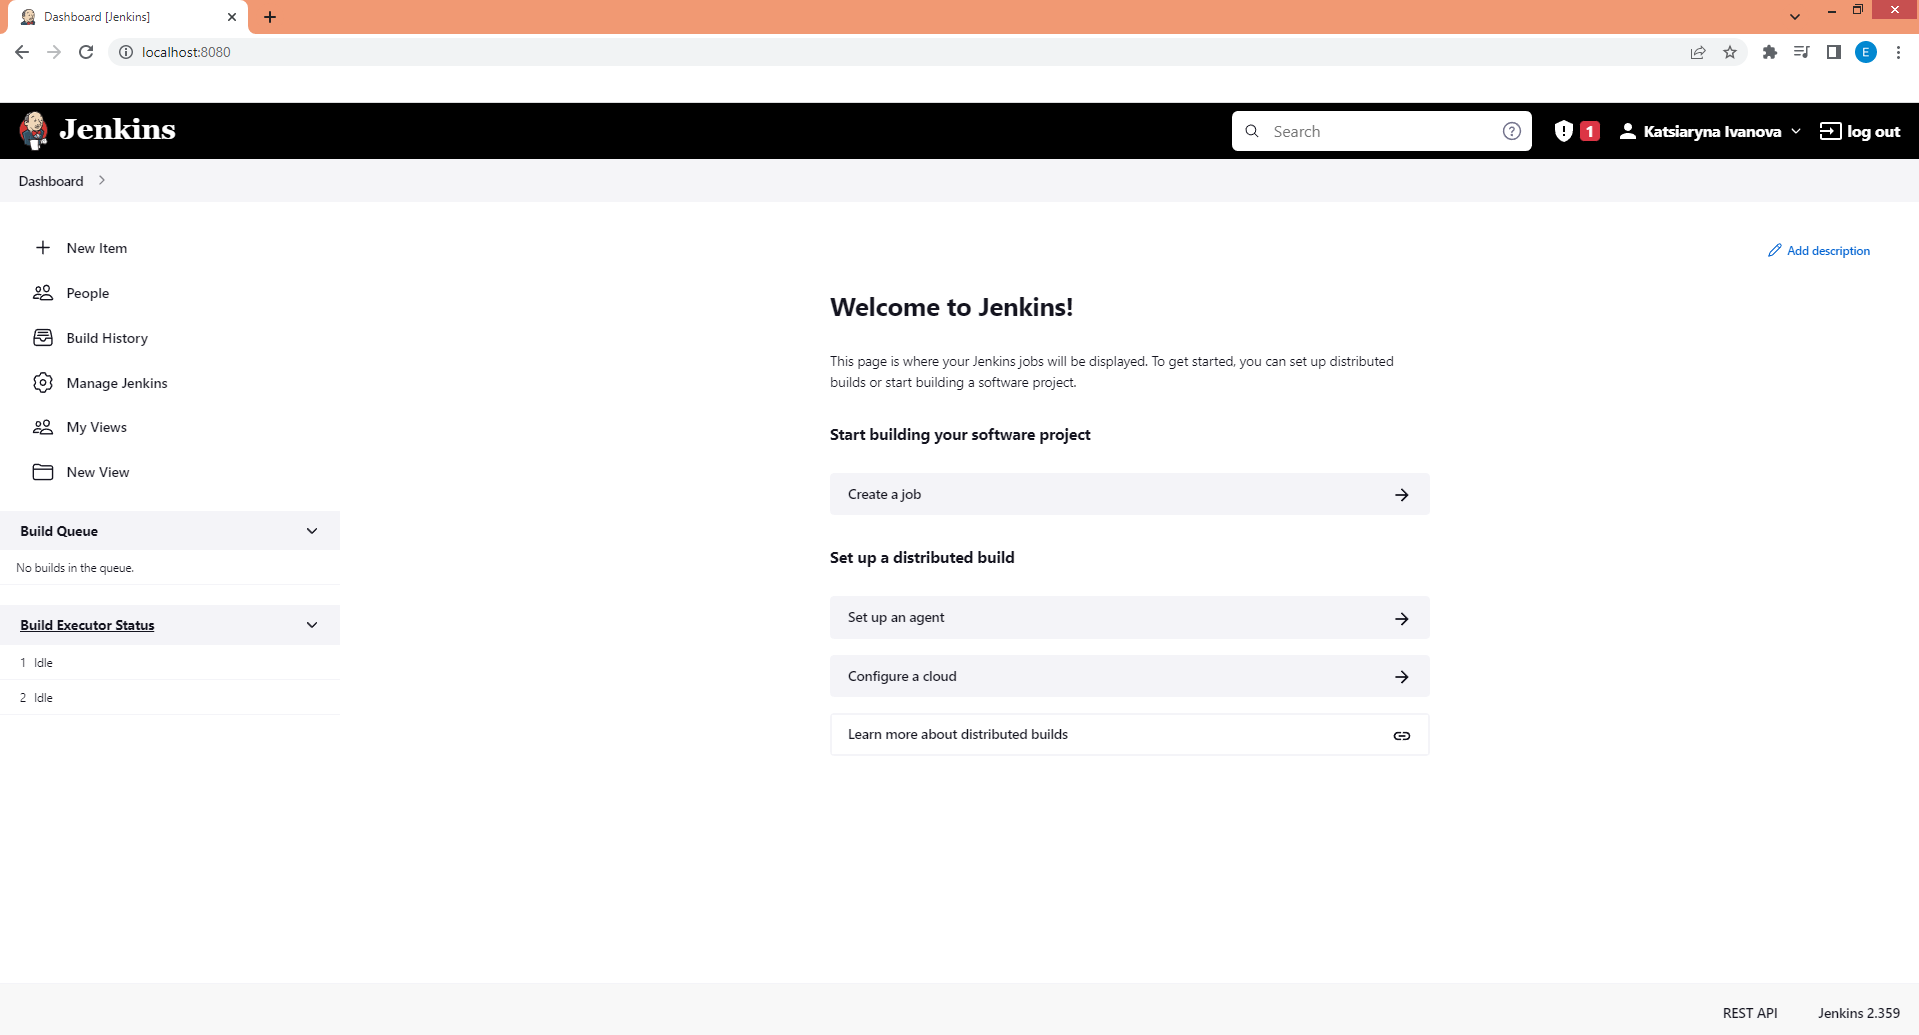 Dashboard [Jenkins]
localhost:8080
E
Jenkins
Search
1
Katsiaryna Ivanova
log out
Dashboard
New Item
People
Build History
Manage Jenkins
My Views
New View
Build Queue
No builds in the queue.
Build Executor Status
1 Idle
2 Idle
Add description
Welcome to Jenkins!
This page is where your Jenkins jobs will be displayed. To get started, you can set up distributed
builds or start building a software project.
Start building your software project
Create a job
Set up a distributed build
Set up an agent
Configure a cloud
Learn more about distributed builds
REST API
Jenkins 2.359